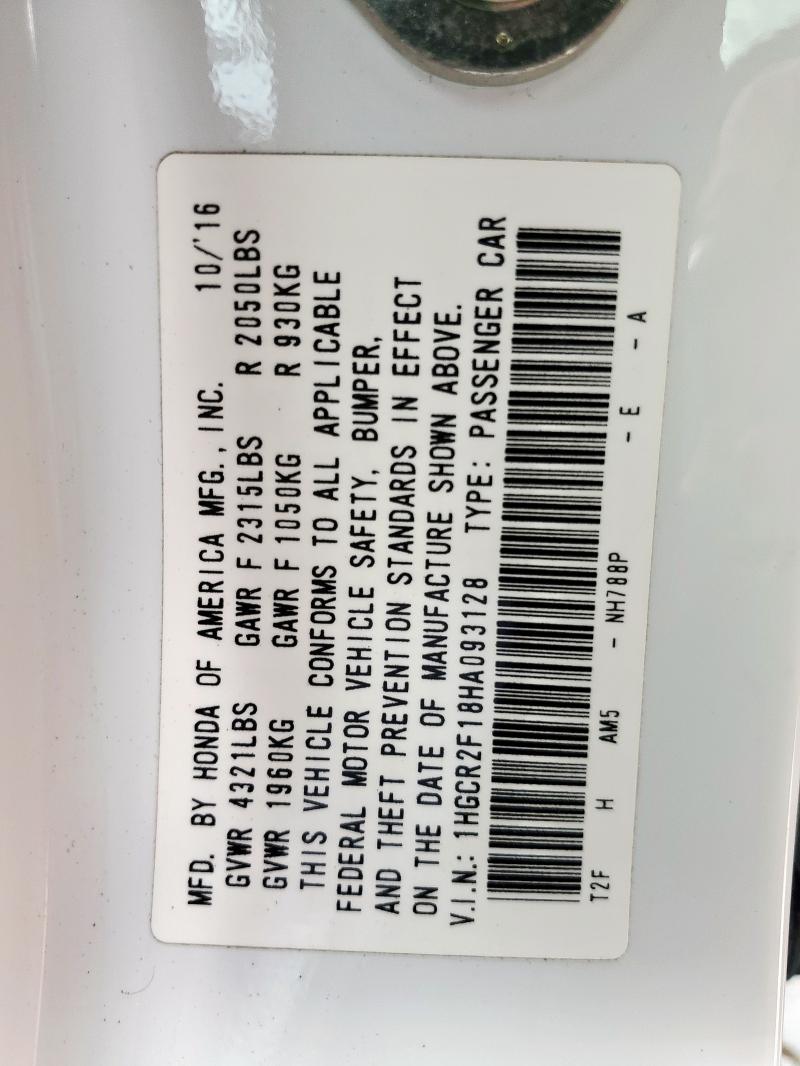 MFD. BY HONDA OF AMERICA MFG., INC. 10/'16
GVWR 4321LBS GAWR F 2315LBS R 2050LBS
GVWR 1960KG GAWR F 1050KG R 930KG
THIS VEHICLE CONFORMS TO ALL APPLICABLE
FEDERAL MOTOR VEHICLE SAFETY, BUMPER,
AND THEFT PREVENTION STANDARDS IN EFFECT
ON THE DATE OF MANUFACTURE SHOWN ABOVE.
V.I.N.: 1HGCR2F18HA093128 TYPE: PASSENGER CAR
T2F H AM5 - NH788P - E - A